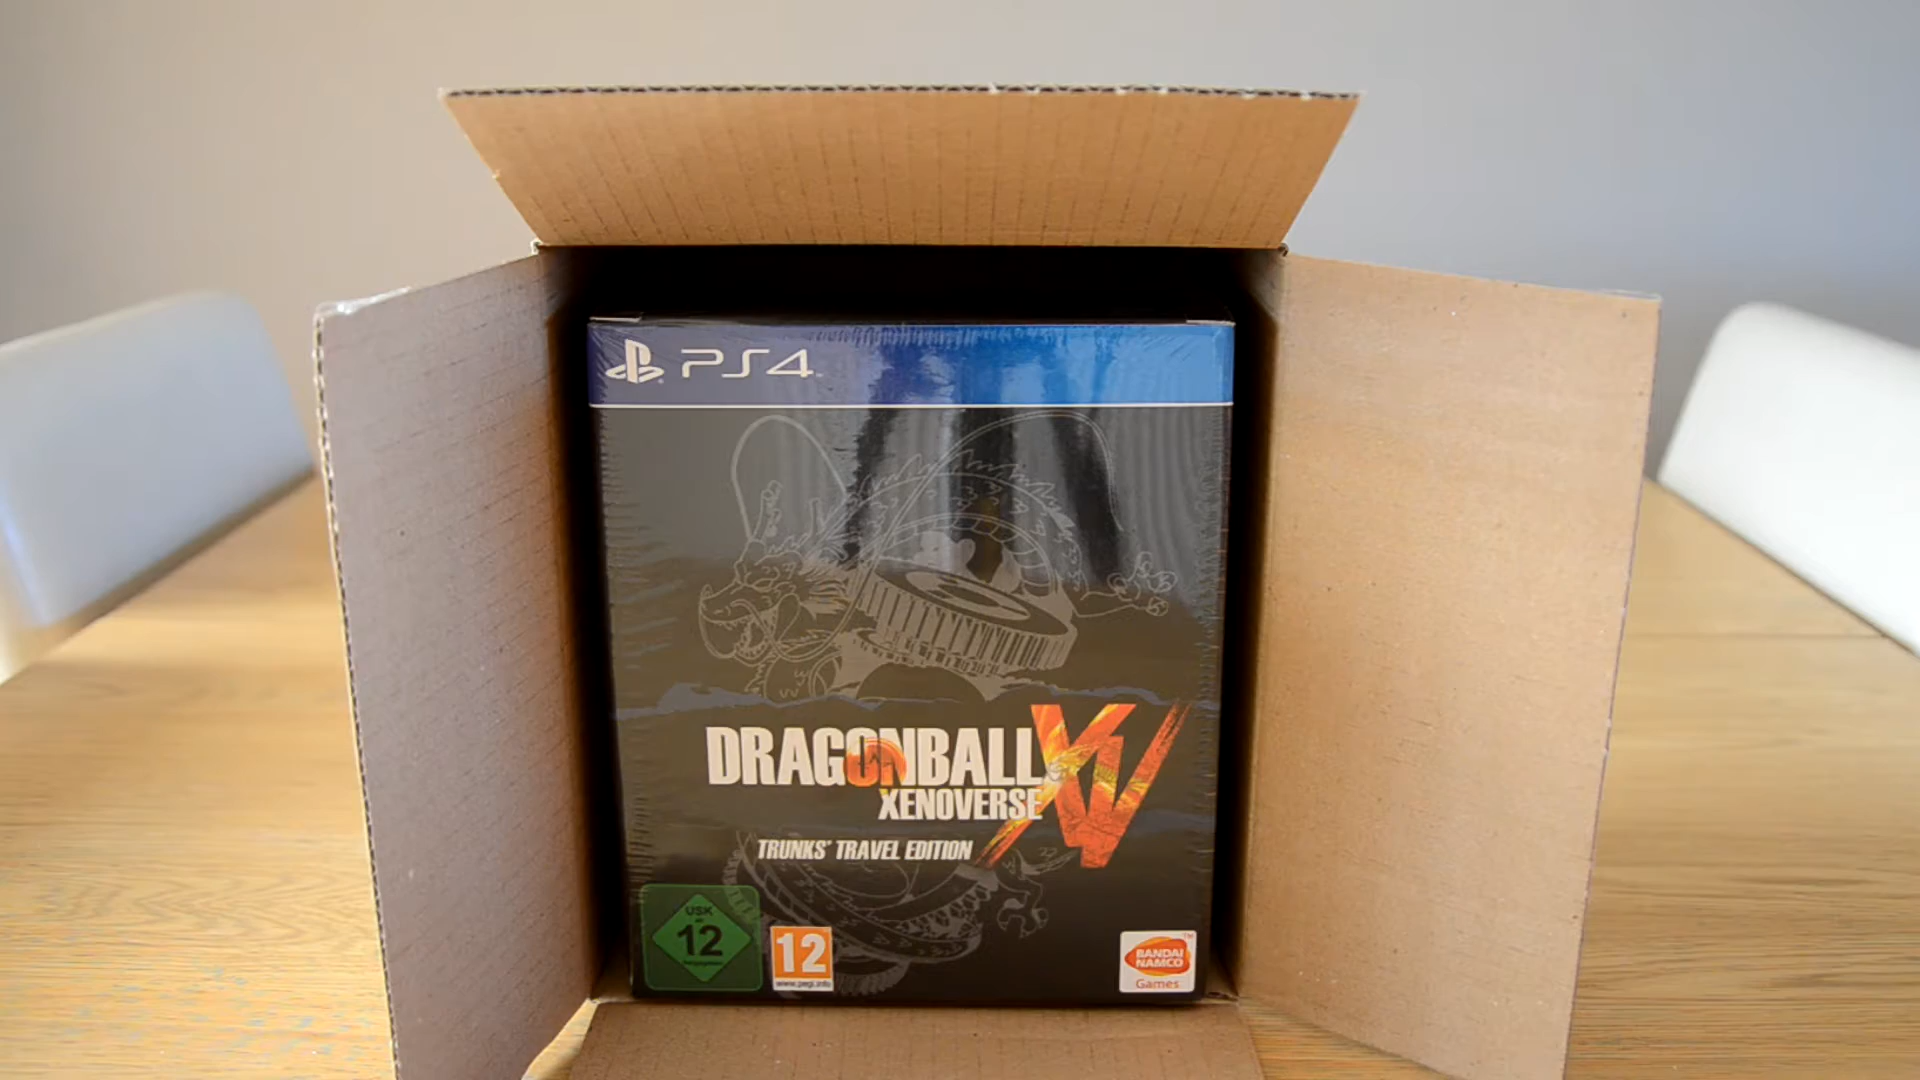 PS4
DRAGONBALL XV
XENOVERSE
TRUNKS' TRAVEL EDITION
USK
12
12
www.pegi.info
BANDAI
NAMCO
Games